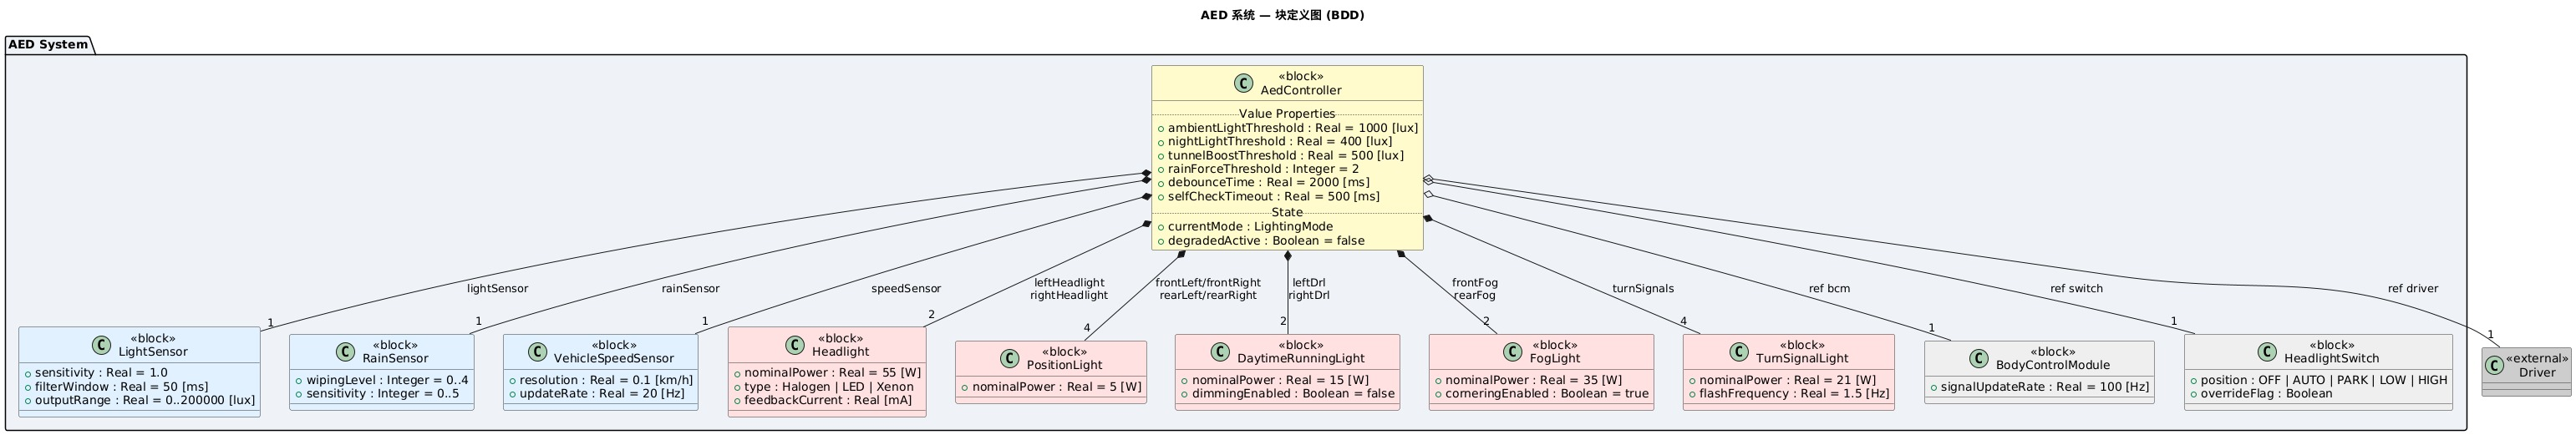 AED 系统 — 块定义图 (BDD)
AED System
«block»
C
AedController
Value Properties
ambientLightThreshold : Real = 1000 [lux]
nightLightThreshold : Real = 400 [lux]
tunnelBoostThreshold : Real = 500 [lux]
rainForceThreshold : Integer = 2
debounceTime : Real = 2000 [ms]
selfCheckTimeout : Real = 500 [ms]
State
currentMode : LightingMode
degradedActive : Boolean = false
lightSensor
rainSensor
speedSensor
leftHeadlight
rightHeadlight
frontLeft/frontRight
rearLeft/rearRight
leftDrl
rightDrl
frontFog
rearFog
turnSignals
ref bcm
ref switch
ref driver
1
1
1
2
4
2
2
4
1
1
1
«block»
C
LightSensor
sensitivity : Real = 1.0
filterWindow : Real = 50 [ms]
outputRange : Real = 0..200000 [lux]
«block»
C
RainSensor
wipingLevel : Integer = 0..4
sensitivity : Integer = 0..5
«block»
C
VehicleSpeedSensor
resolution : Real = 0.1 [km/h]
updateRate : Real = 20 [Hz]
«block»
C
Headlight
nominalPower : Real = 55 [W]
type : Halogen | LED | Xenon
feedbackCurrent : Real [mA]
«block»
C
PositionLight
nominalPower : Real = 5 [W]
«block»
C
DaytimeRunningLight
nominalPower : Real = 15 [W]
dimmingEnabled : Boolean = false
«block»
C
FogLight
nominalPower : Real = 35 [W]
corneringEnabled : Boolean = true
«block»
C
TurnSignalLight
nominalPower : Real = 21 [W]
flashFrequency : Real = 1.5 [Hz]
«block»
C
BodyControlModule
signalUpdateRate : Real = 100 [Hz]
«block»
C
HeadlightSwitch
position : OFF | AUTO | PARK | LOW | HIGH
overrideFlag : Boolean
«external»
C
Driver